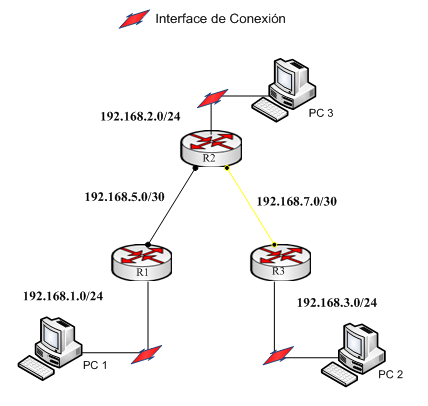 Interface de Conexión
192.168.2.0/24
PC 3
R2
192.168.5.0/30
192.168.7.0/30
R1
R3
192.168.1.0/24
192.168.3.0/24
PC 1
PC 2